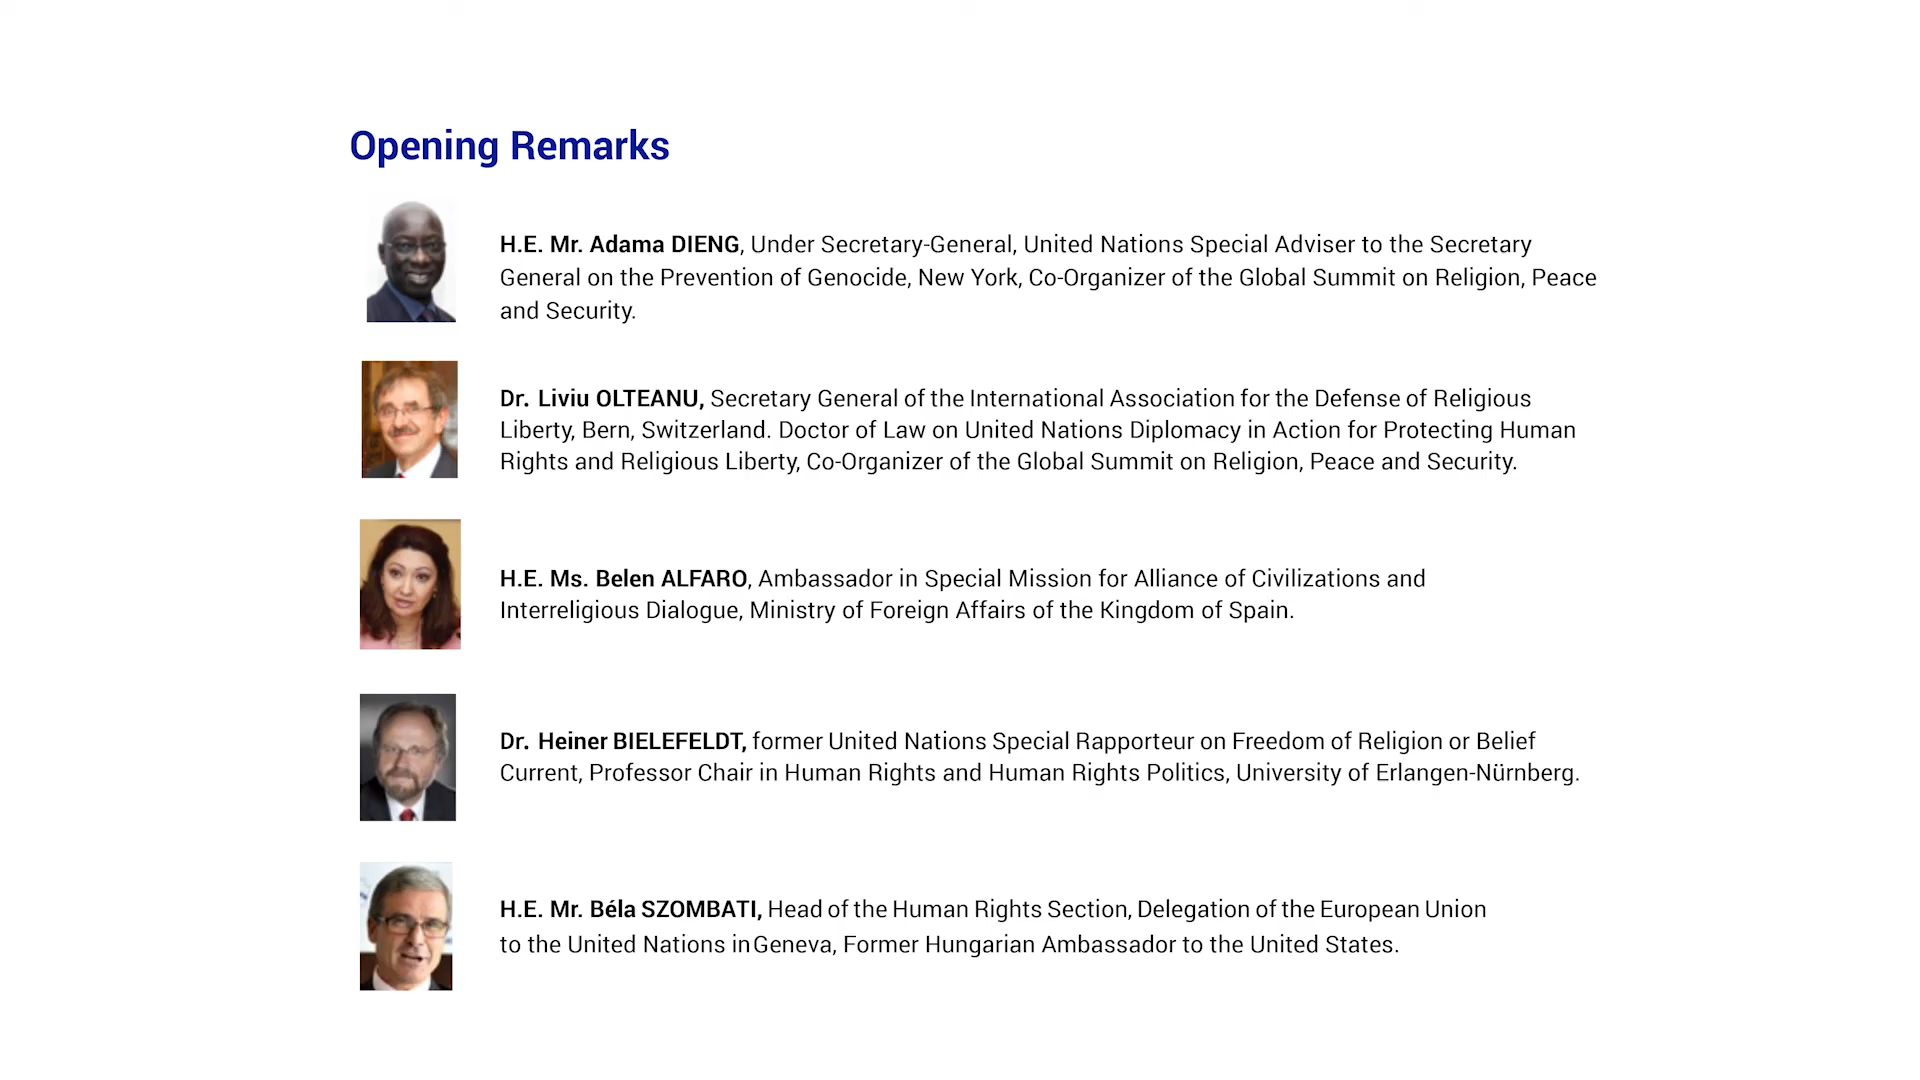 Opening Remarks
H.E. Mr. Adama DIENG, Under Secretary-General, United Nations Special Adviser to the Secretary
General on the Prevention of Genocide, New York, Co-Organizer of the Global Summit on Religion, Peace
and Security.
Dr. Liviu OLTEANU, Secretary General of the International Association for the Defense of Religious
Liberty, Bern, Switzerland. Doctor of Law on United Nations Diplomacy in Action for Protecting Human
Rights and Religious Liberty, Co-Organizer of the Global Summit on Religion, Peace and Security.
H.E. Ms. Belen ALFARO, Ambassador in Special Mission for Alliance of Civilizations and
Interreligious Dialogue, Ministry of Foreign Affairs of the Kingdom of Spain.
Dr. Heiner BIELEFELDT, former United Nations Special Rapporteur on Freedom of Religion or Belief
Current, Professor Chair in Human Rights and Human Rights Politics, University of Erlangen-Nürnberg.
H.E. Mr. Béla SZOMBATI, Head of the Human Rights Section, Delegation of the European Union
to the United Nations in Geneva, Former Hungarian Ambassador to the United States.